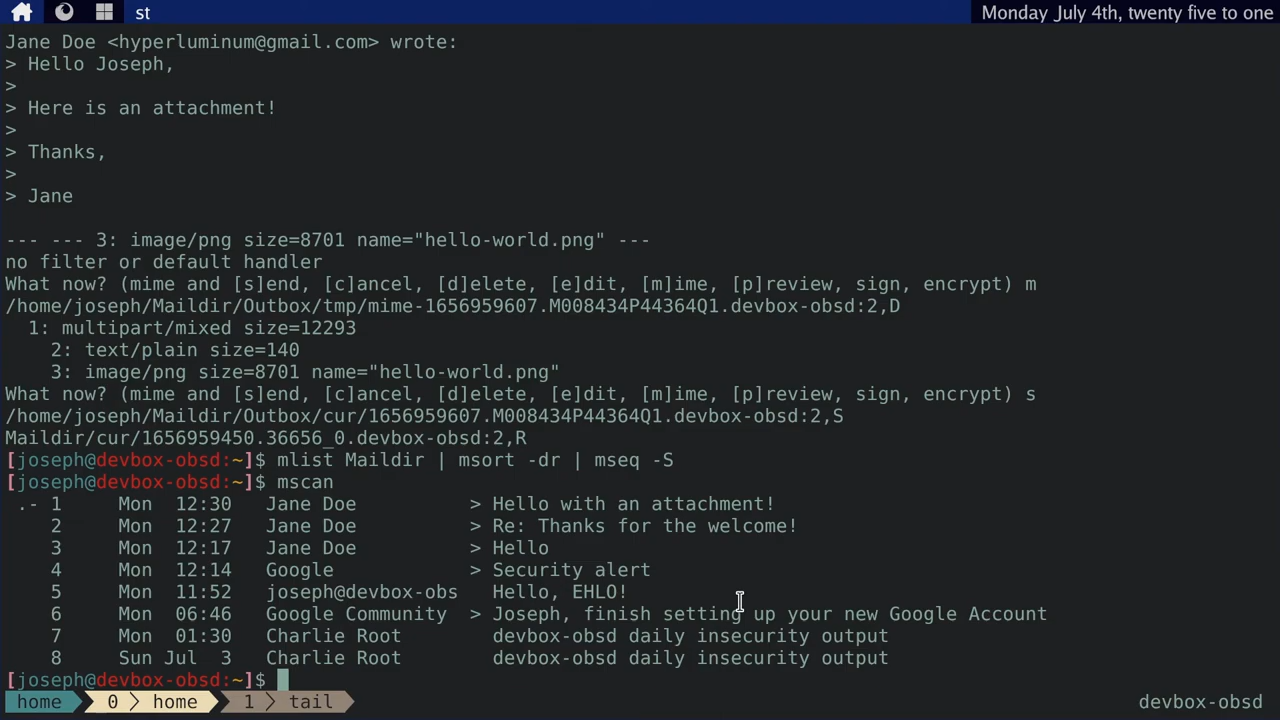 st
Monday July 4th, twenty five to one
Jane Doe <hyperluminum@gmail.com> wrote:
> Hello Joseph,
>
> Here is an attachment!
>
> Thanks,
>
> Jane
--- --- 3: image/png size=8701 name="hello-world.png" ---
no filter or default handler
What now? (mime and [s]end, [c]ancel, [d]elete, [e]dit, [m]ime, [p]review, sign, encrypt) m
/home/joseph/Maildir/Outbox/tmp/mime-1656959607.M008434P44364Q1.devbox-obsd:2,D
1: multipart/mixed size=12293
2: text/plain size=140
3: image/png size=8701 name="hello-world.png"
What now? (mime and [s]end, [c]ancel, [d]elete, [e]dit, [m]ime, [p]review, sign, encrypt) s
/home/joseph/Maildir/Outbox/cur/1656959607.M008434P44364Q1.devbox-obsd:2,S
Maildir/cur/1656959450.36656_0.devbox-obsd:2,R
[joseph@devbox-obsd:~]$ mlist Maildir | msort -dr | mseq -S
[joseph@devbox-obsd:~]$ mscan
.- 1 Mon 12:30 Jane Doe > Hello with an attachment!
2 Mon 12:27 Jane Doe > Re: Thanks for the welcome!
3 Mon 12:17 Jane Doe > Hello
4 Mon 12:14 Google > Security alert
5 Mon 11:52 joseph@devbox-obs Hello, EHLO!
6 Mon 06:46 Google Community > Joseph, finish setting up your new Google Account
7 Mon 01:30 Charlie Root devbox-obsd daily insecurity output
8 Sun Jul 3 Charlie Root devbox-obsd daily insecurity output
[joseph@devbox-obsd:~]$
home 0 > home 1 > tail devbox-obsd